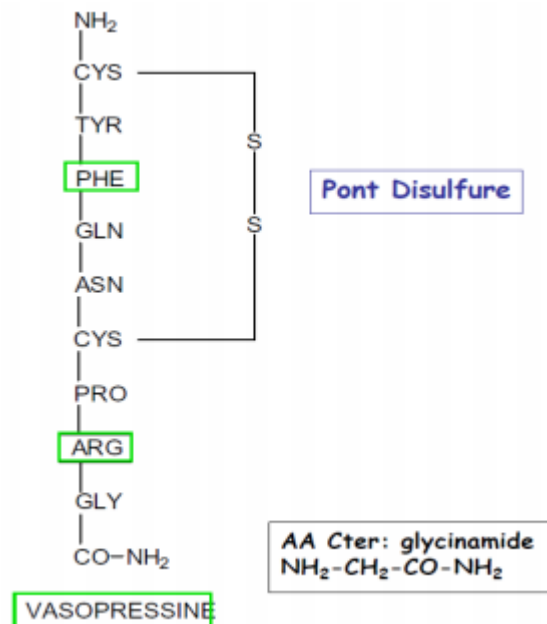 NH₂
CYS
TYR
S
PHE
Pont Disulfure
GLN
S
ASN
CYS
PRO
ARG
GLY
CO–NH₂
AA Cter: glycinamide
NH₂-CH₂-CO-NH₂
VASOPRESSINE